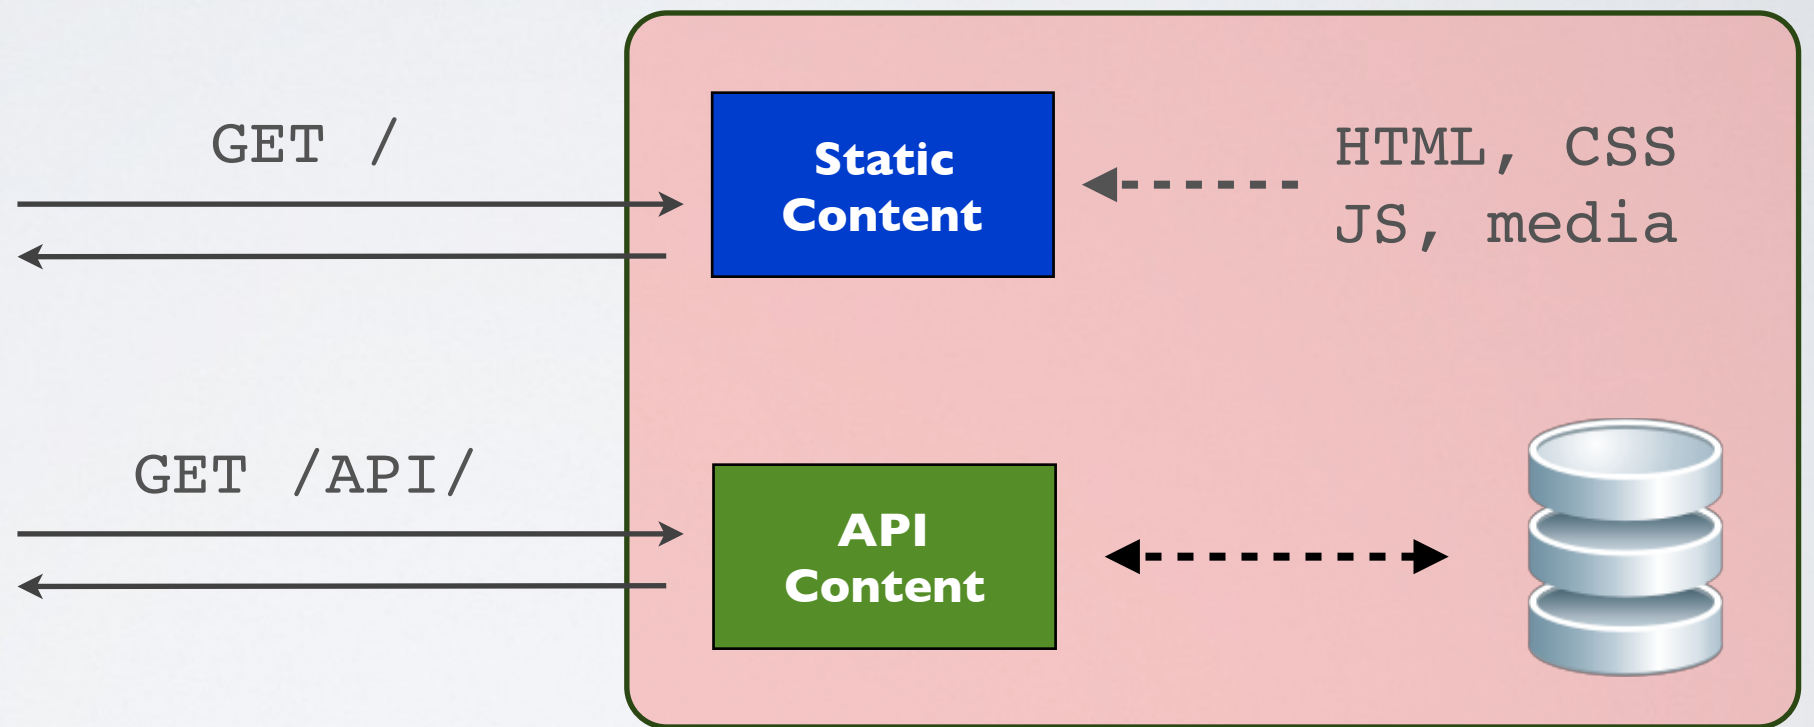 GET /
Static
Content
HTML, CSS
JS, media
GET /API/
API
Content